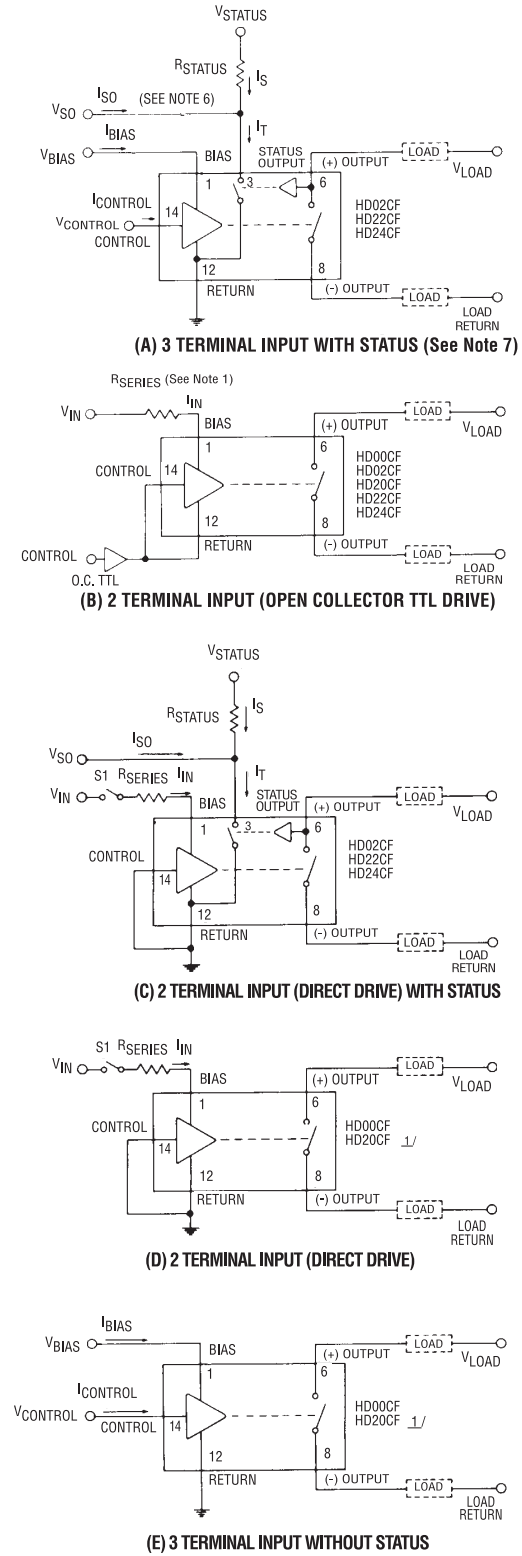 VSTATUS
RSTATUS
IS
ISO
(SEE NOTE 6)
VSO
IT
IBIAS
VBIAS
BIAS
STATUS
OUTPUT
(+) OUTPUT
LOAD
VLOAD
1
3
6
ICONTROL
14
VCONTROL
CONTROL
HD02CF
HD22CF
HD24CF
12
8
RETURN
(-) OUTPUT
LOAD
LOAD
RETURN
(A) 3 TERMINAL INPUT WITH STATUS (See Note 7)
RSERIES (See Note 1)
IIN
VIN
BIAS
(+) OUTPUT
LOAD
VLOAD
1
6
CONTROL
14
HD00CF
HD02CF
HD20CF
HD22CF
HD24CF
12
8
RETURN
(-) OUTPUT
CONTROL
O.C. TTL
LOAD
LOAD
RETURN
(B) 2 TERMINAL INPUT (OPEN COLLECTOR TTL DRIVE)
VSTATUS
RSTATUS
IS
ISO
VSO
IT
VIN
S1
RSERIES
IIN
BIAS
STATUS
OUTPUT
(+) OUTPUT
LOAD
VLOAD
1
3
6
CONTROL
14
HD02CF
HD22CF
HD24CF
12
8
RETURN
(-) OUTPUT
LOAD
LOAD
RETURN
(C) 2 TERMINAL INPUT (DIRECT DRIVE) WITH STATUS
VIN
S1
RSERIES
IIN
BIAS
(+) OUTPUT
LOAD
VLOAD
1
6
CONTROL
14
HD00CF
HD20CF 1/
12
8
RETURN
(-) OUTPUT
LOAD
LOAD
RETURN
(D) 2 TERMINAL INPUT (DIRECT DRIVE)
IBIAS
VBIAS
BIAS
(+) OUTPUT
LOAD
VLOAD
1
6
ICONTROL
VCONTROL
CONTROL
14
HD00CF
HD20CF 1/
12
8
RETURN
(-) OUTPUT
LOAD
LOAD
RETURN
(E) 3 TERMINAL INPUT WITHOUT STATUS